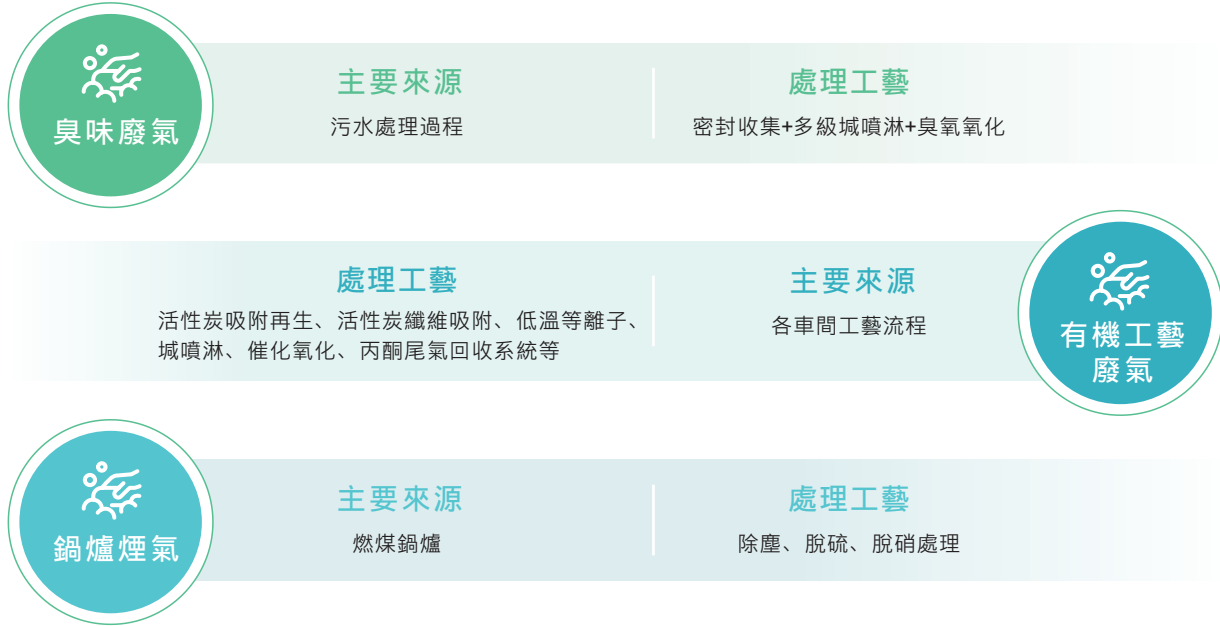 臭味廢氣
主要來源
污水處理過程
處理工藝
密封收集+多級堿噴淋+臭氧氧化
處理工藝
活性炭吸附再生、活性炭纖維吸附、低溫等離子、
堿噴淋、催化氧化、丙酮尾氣回收系統等
主要來源
各車間工藝流程
有機工藝
廢氣
鍋爐煙氣
主要來源
燃煤鍋爐
處理工藝
除塵、脫硫、脫硝處理